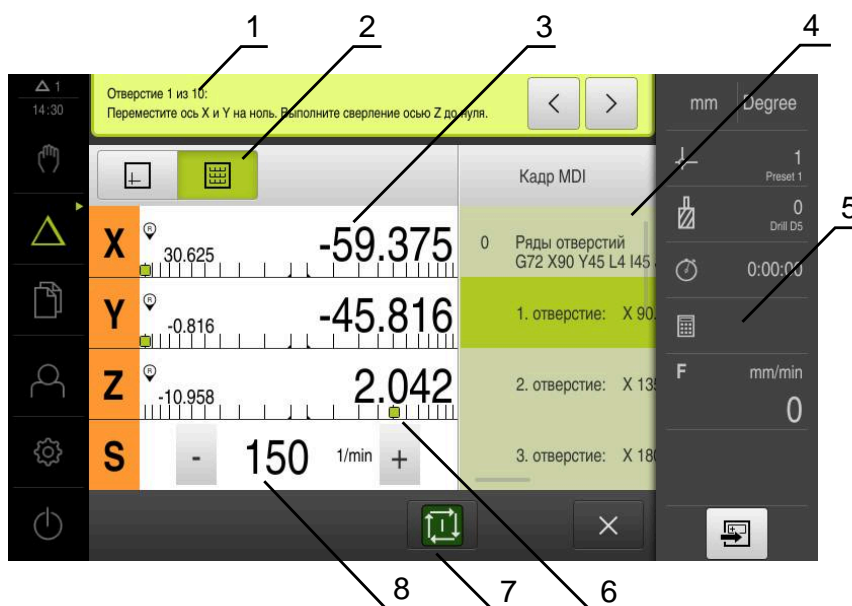 1
2
3
4
5
6
7
8
△ 1
14:30
Отверстие 1 из 10:
Переместите ось X и Y на ноль. Выполните сверление осью Z до нуля.
< >
mm Degree
Кадр MDI
1
Preset 1
0
Drill D5
0:00:00
F mm/min
0
X R 30.625 -59.375
Y R -0.816 -45.816
Z R -10.958 2.042
S - 150 1/min +
0 Ряды отверстий
G72 X90 Y45 L4 I45
1. отверстие: X 90.
2. отверстие: X 13
3. отверстие: X 18